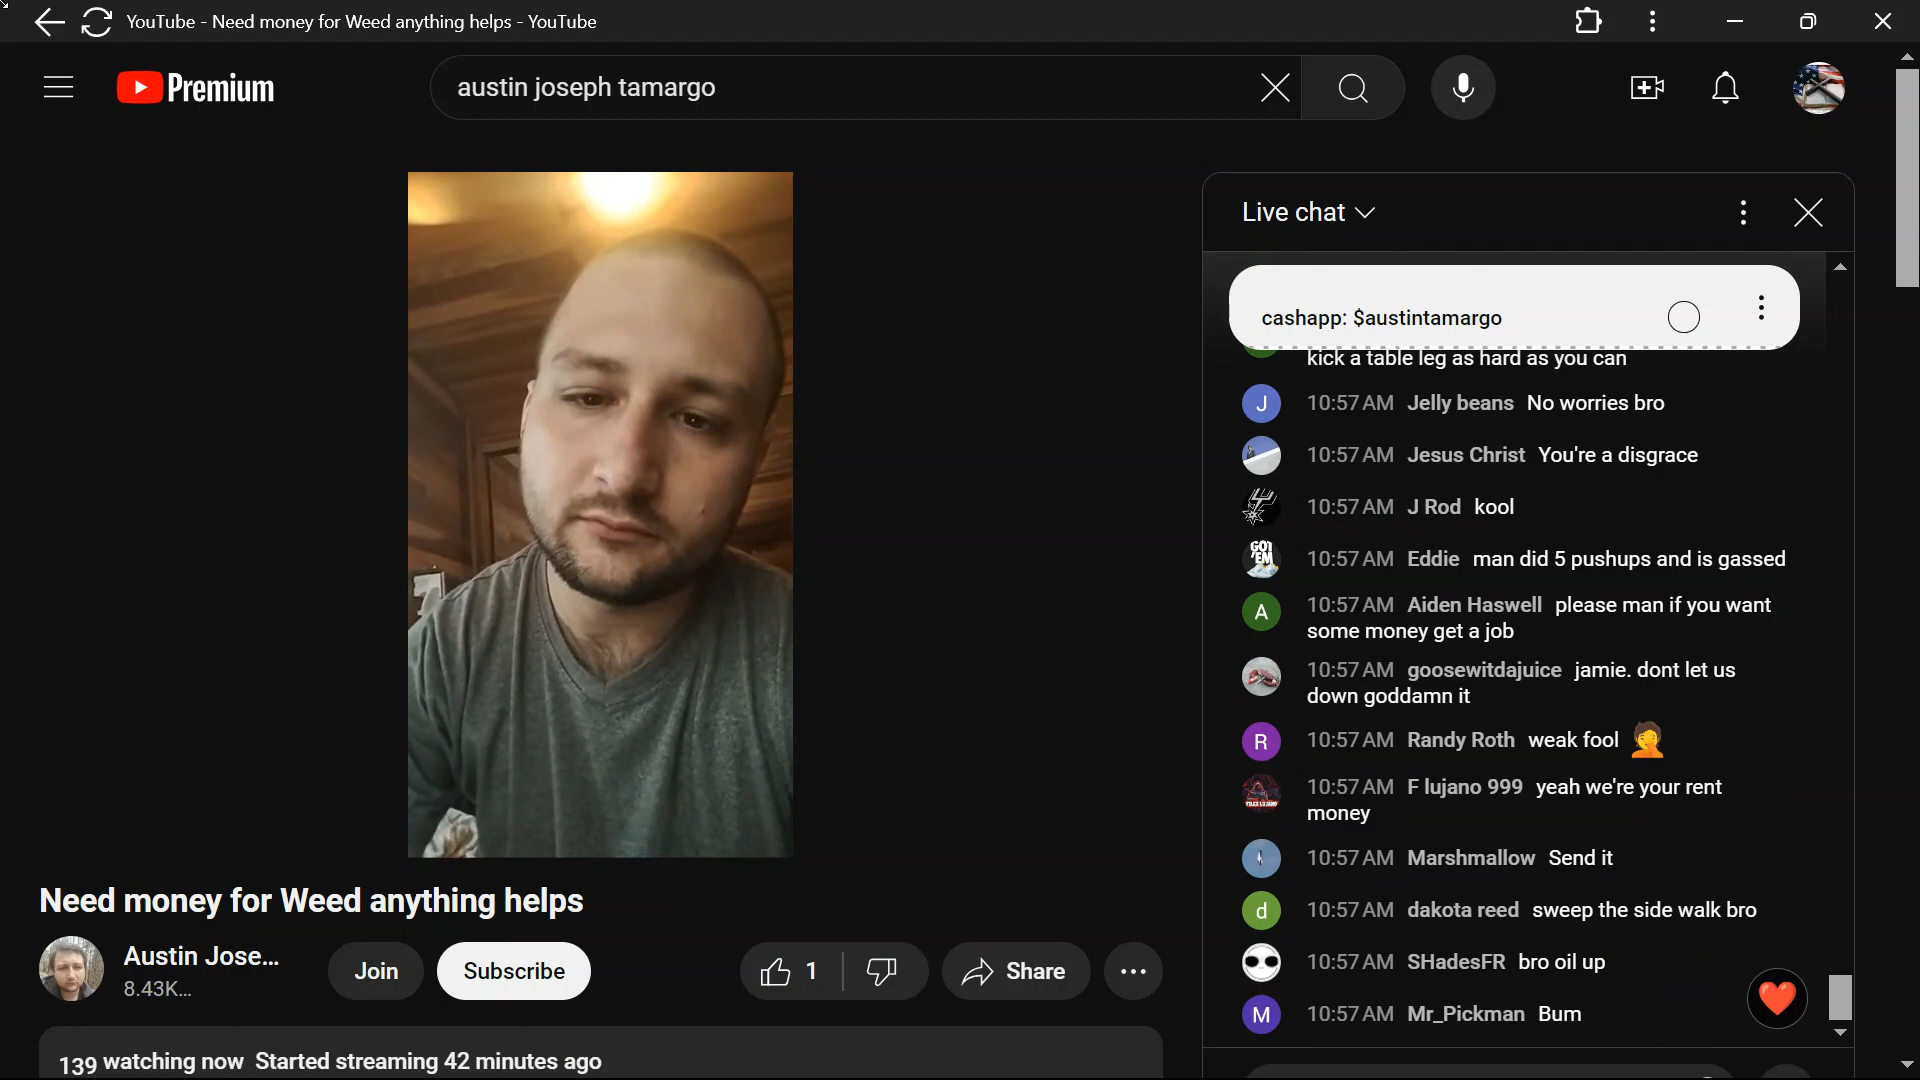 YouTube - Need money for Weed anything helps - YouTube
Premium
austin joseph tamargo
Live chat
cashapp: $austintamargo
kick a table leg as hard as you can
J 10:57 AM Jelly beans No worries bro
10:57 AM Jesus Christ You're a disgrace
10:57 AM J Rod kool
GOT 'EM
10:57 AM Eddie man did 5 pushups and is gassed
A 10:57 AM Aiden Haswell please man if you want
some money get a job
10:57 AM goosewitdajuice jamie. dont let us
down goddamn it
R 10:57 AM Randy Roth weak fool 🤦
10:57 AM F lujano 999 yeah we're your rent
money
10:57 AM Marshmallow Send it
d 10:57 AM dakota reed sweep the side walk bro
10:57 AM SHadesFR bro oil up
M 10:57 AM Mr_Pickman Bum
Need money for Weed anything helps
Austin Jose...
8.43K...
Join
Subscribe
1
Share
139 watching now Started streaming 42 minutes ago